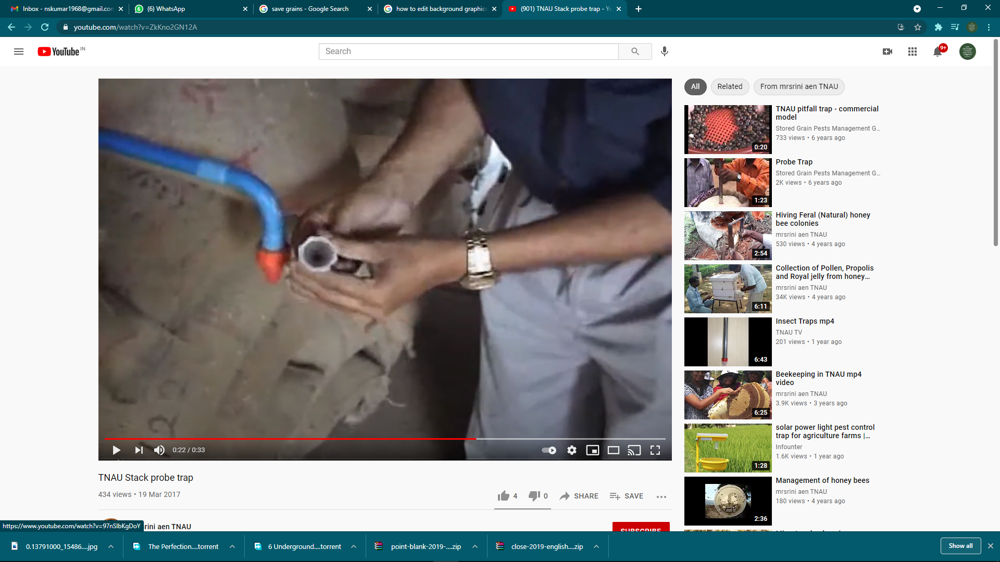 Inbox - nskumar1968@gmail.con
(6) WhatsApp
save grains - Google Search
how to edit background graphics
(901) TNAU Stack probe trap - Yo
youtube.com/watch?v=ZkKno2GN12A
YouTube IN
Search
9+
All
Related
From mrsrini aen TNAU
TNAU pitfall trap - commercial
model
Stored Grain Pests Management G...
733 views • 6 years ago
0:20
Probe Trap
Stored Grain Pests Management G...
2K views • 6 years ago
1:23
Hiving Feral (Natural) honey
bee colonies
mrsrini aen TNAU
530 views • 4 years ago
2:54
Collection of Pollen, Propolis
and Royal jelly from honey...
mrsrini aen TNAU
34K views • 4 years ago
6:11
Insect Traps mp4
TNAU TV
201 views • 1 year ago
6:43
Beekeeping in TNAU mp4
video
mrsrini aen TNAU
3.9K views • 3 years ago
6:25
solar power light pest control
trap for agriculture farms |...
Infounter
1.6K views • 1 year ago
1:28
Management of honey bees
mrsrini aen TNAU
180 views • 4 years ago
2:36
0:22 / 0:33
TNAU Stack probe trap
434 views • 19 Mar 2017
4
0
SHARE
SAVE
srini aen TNAU
SUBSCRIBE
https://www.youtube.com/watch?v=97nSlbKgDoY
0.13791000_15486....jpg
The Perfection....torrent
6 Underground....torrent
point-blank-2019-....zip
close-2019-english....zip
Show all